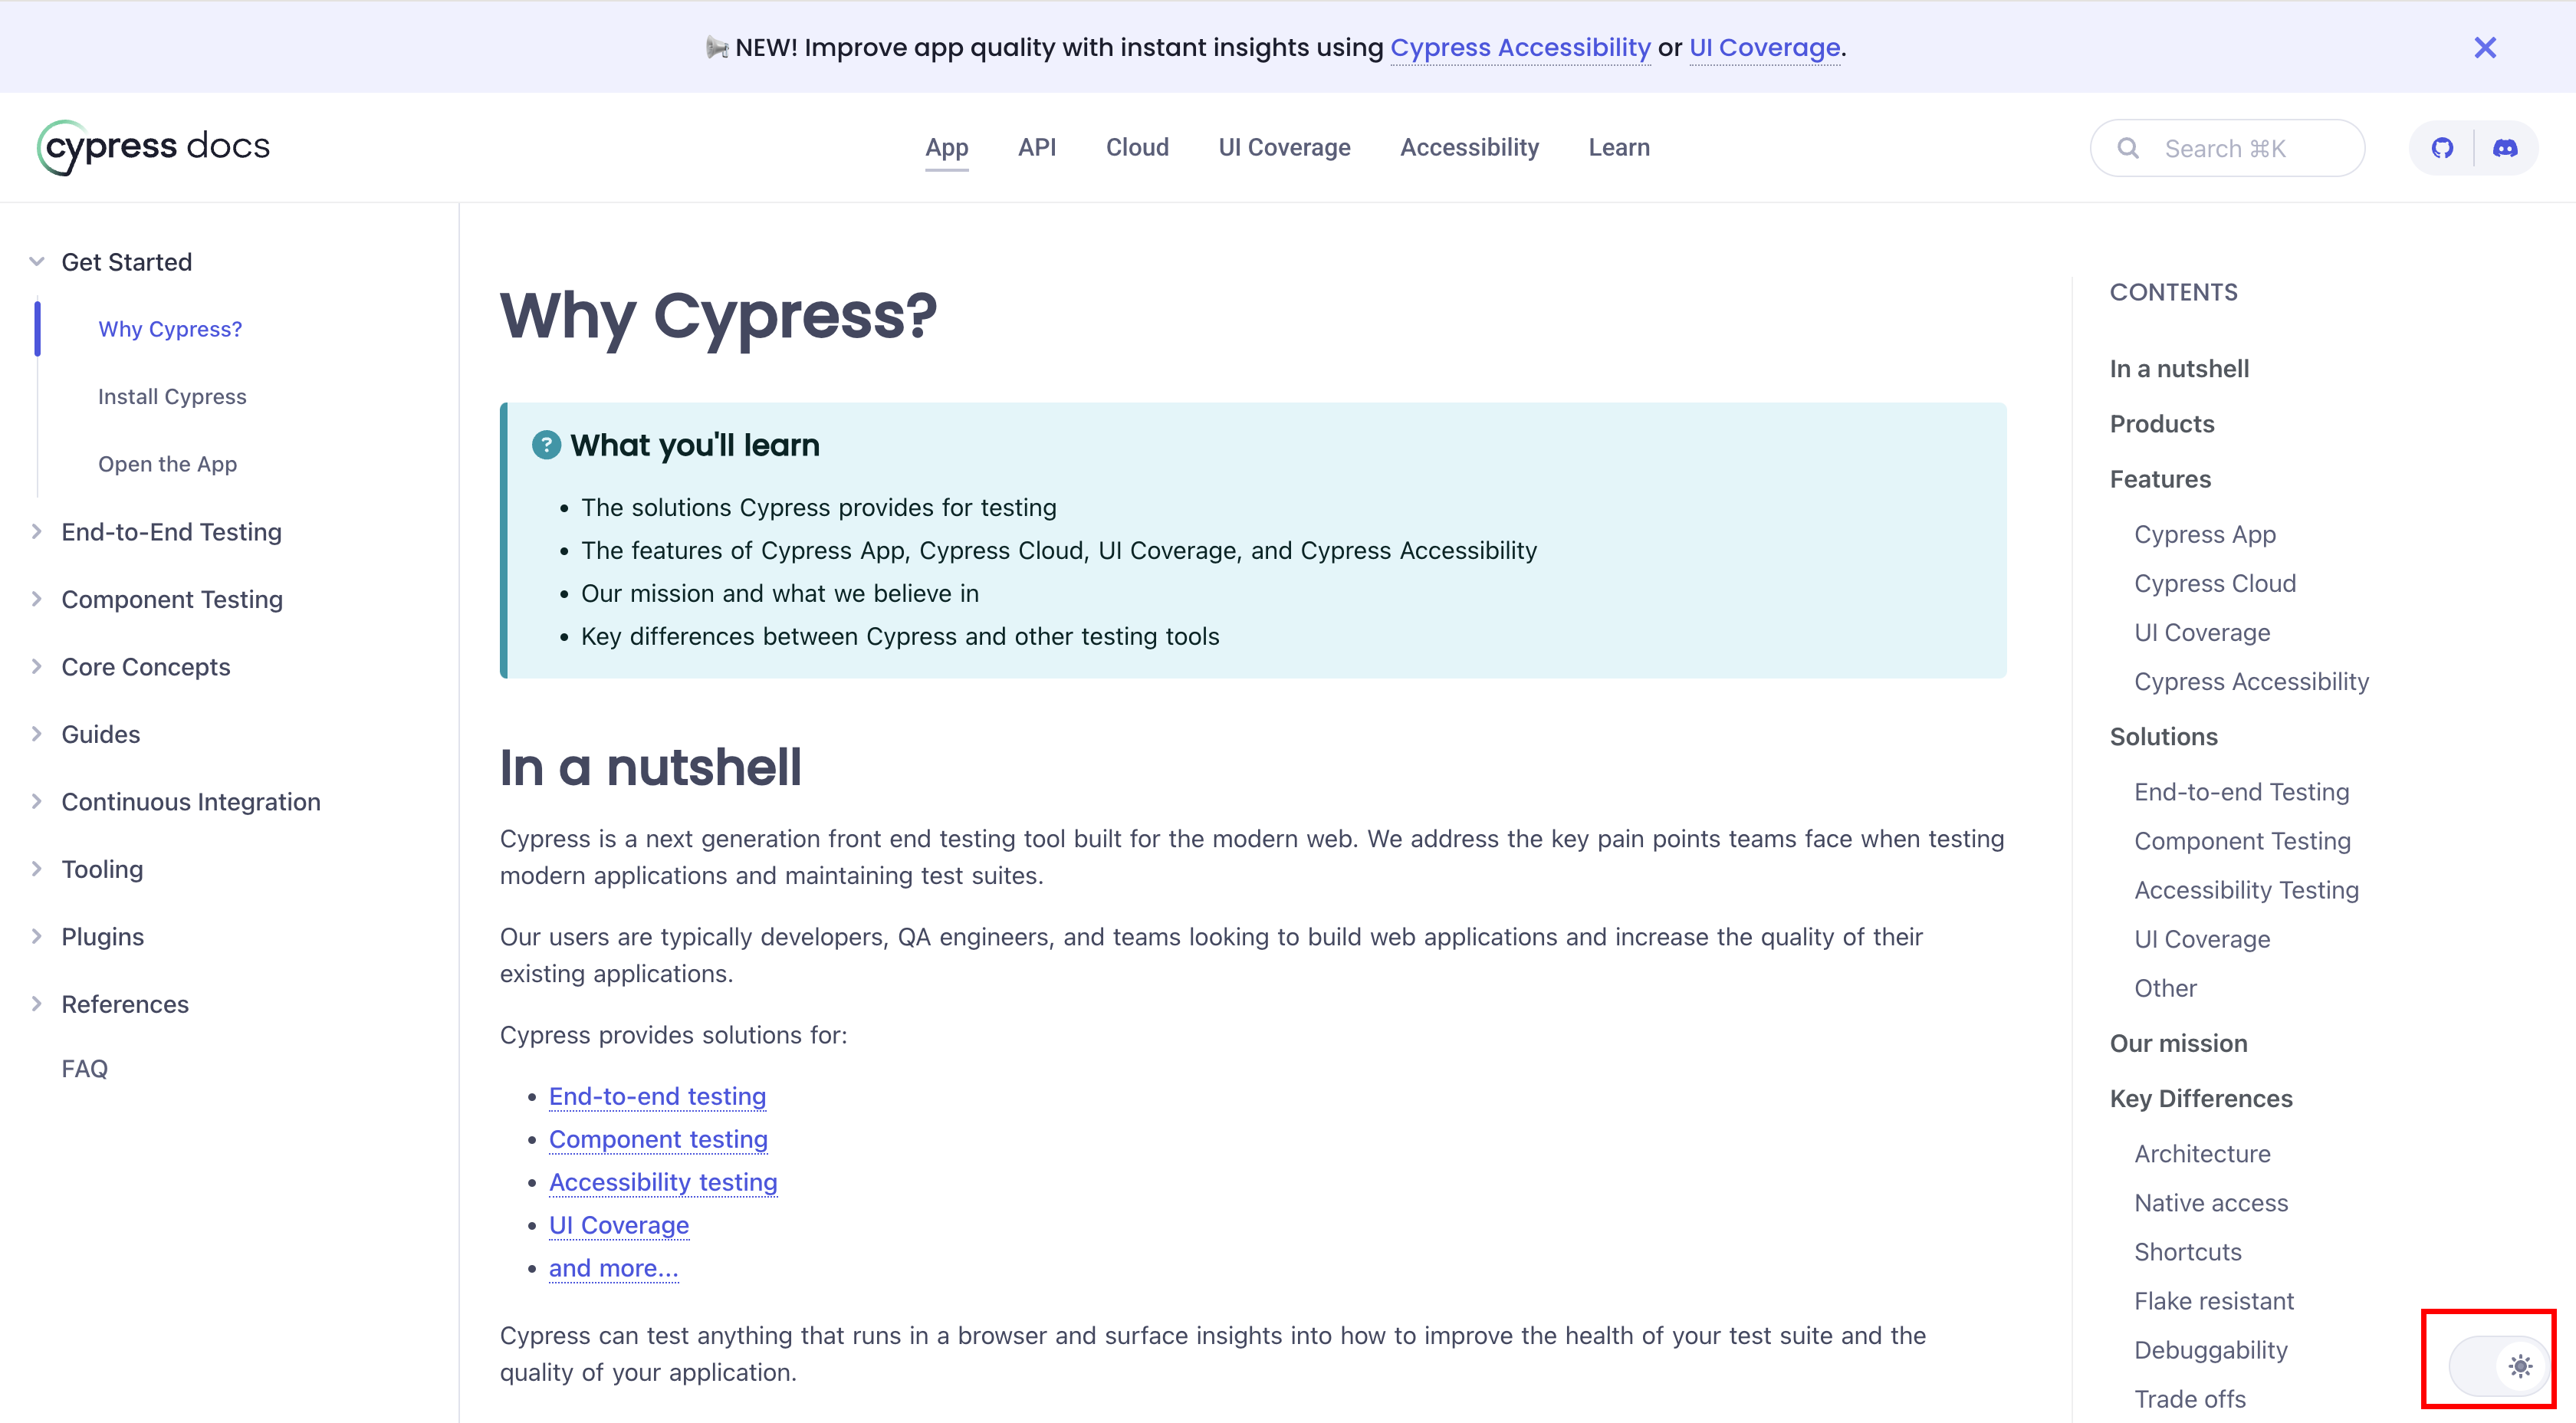 NEW! Improve app quality with instant insights using Cypress Accessibility or UI Coverage.
cypress docs
App
API
Cloud
UI Coverage
Accessibility
Learn
Search ⌘K
Get Started
Why Cypress?
Install Cypress
Open the App
End-to-End Testing
Component Testing
Core Concepts
Guides
Continuous Integration
Tooling
Plugins
References
FAQ
Why Cypress?
What you'll learn
• The solutions Cypress provides for testing
• The features of Cypress App, Cypress Cloud, UI Coverage, and Cypress Accessibility
• Our mission and what we believe in
• Key differences between Cypress and other testing tools
In a nutshell
Cypress is a next generation front end testing tool built for the modern web. We address the key pain points teams face when testing
modern applications and maintaining test suites.
Our users are typically developers, QA engineers, and teams looking to build web applications and increase the quality of their
existing applications.
Cypress provides solutions for:
• End-to-end testing
• Component testing
• Accessibility testing
• UI Coverage
• and more...
Cypress can test anything that runs in a browser and surface insights into how to improve the health of your test suite and the
quality of your application.
CONTENTS
In a nutshell
Products
Features
Cypress App
Cypress Cloud
UI Coverage
Cypress Accessibility
Solutions
End-to-end Testing
Component Testing
Accessibility Testing
UI Coverage
Other
Our mission
Key Differences
Architecture
Native access
Shortcuts
Flake resistant
Debuggability
Trade offs